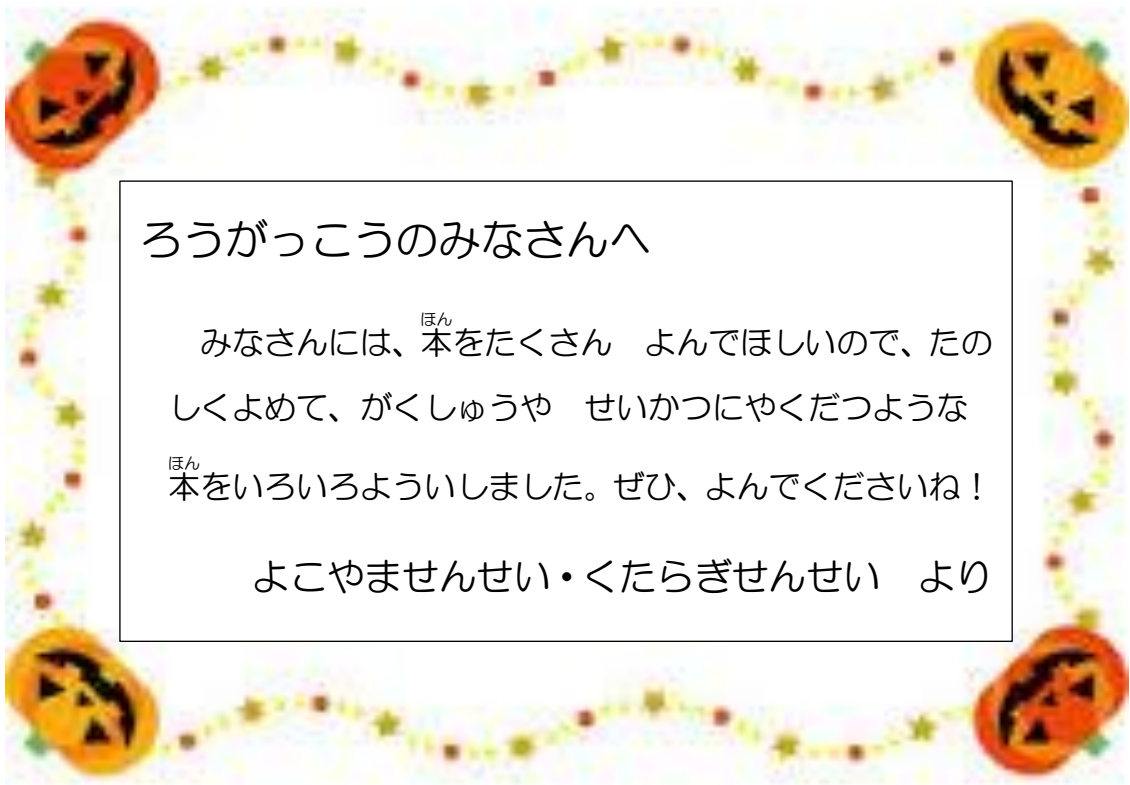 ろうがっこうのみなさんへ
みなさんには、本をたくさん　よんでほしいので、たの
しくよめて、がくしゅうや　せいかつにやくだつような
本をいろいろよういしました。ぜひ、よんでくださいね！
よこやませんせい・くたらぎせんせい　より